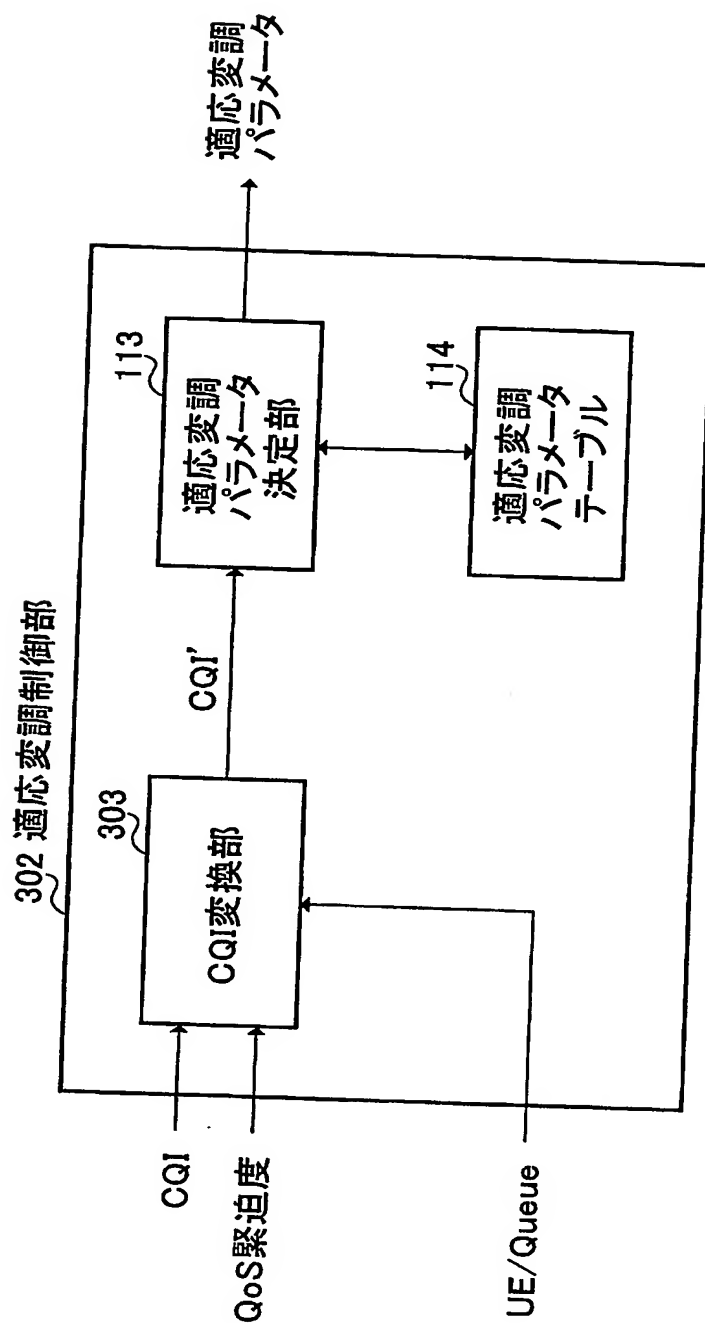 302 適応変調制御部
CQI
QoS緊迫度
UE/Queue
303
CQI変換部
CQI'
113
適応変調
パラメータ
決定部
114
適応変調
パラメータ
テーブル
適応変調
パラメータ